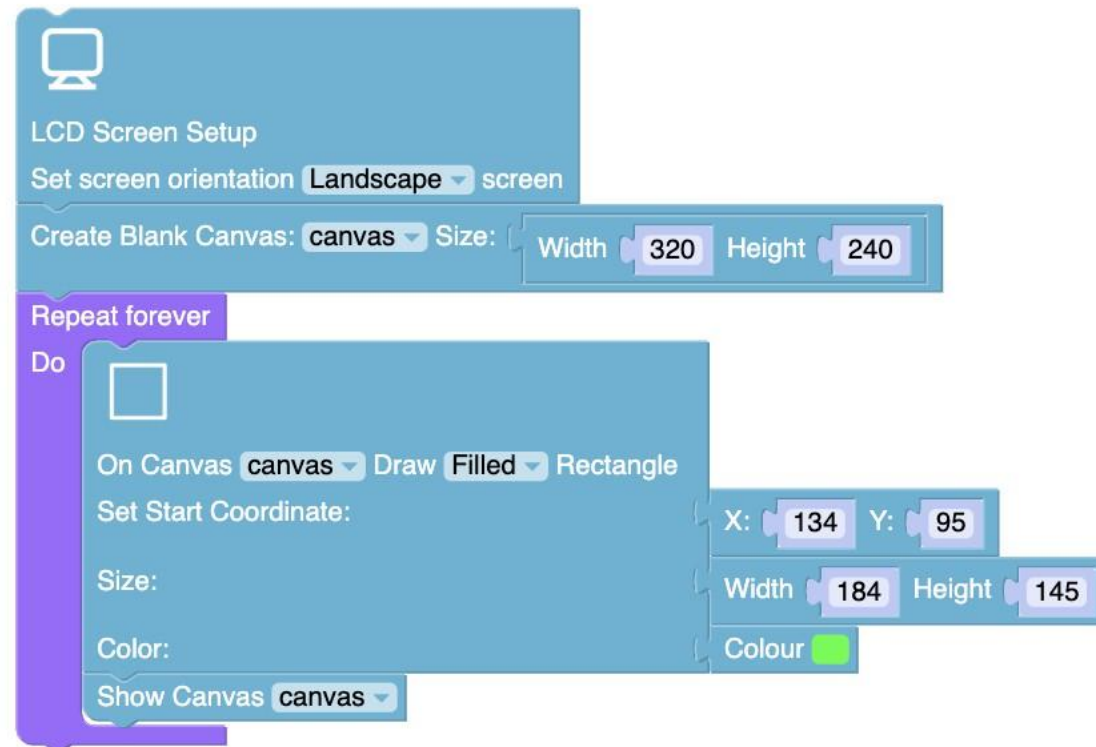 LCD Screen Setup
Set screen orientation Landscape screen
Create Blank Canvas: canvas Size: Width 320 Height 240
Repeat forever
Do
On Canvas canvas Draw Filled Rectangle
Set Start Coordinate: X: 134 Y: 95
Size: Width 184 Height 145
Color: Colour
Show Canvas canvas